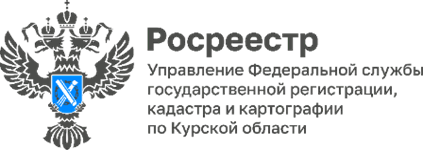 Росреестр
Управление Федеральной службы
государственной регистрации,
кадастра и картографии
по Курской области